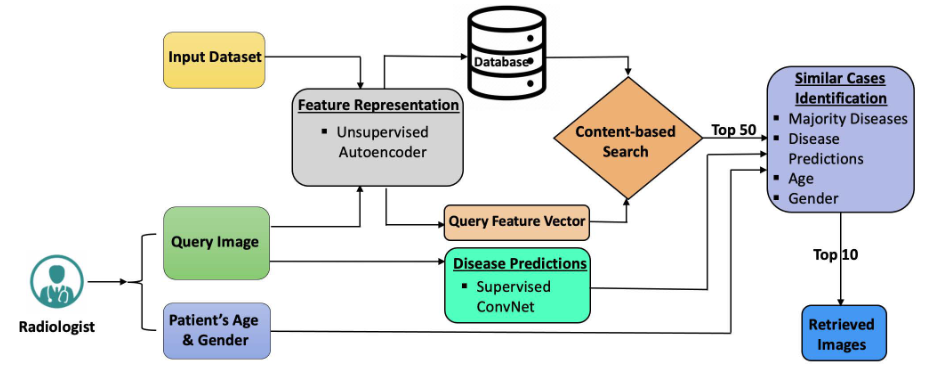 Input Dataset
Feature Representation
▪ Unsupervised
Autoencoder
Database
Content-based
Search
Top 50
Similar Cases
Identification
▪ Majority Diseases
▪ Disease
Predictions
▪ Age
▪ Gender
Query Image
Query Feature Vector
Disease Predictions
▪ Supervised
ConvNet
Top 10
Radiologist
Patient's Age
& Gender
Retrieved
Images